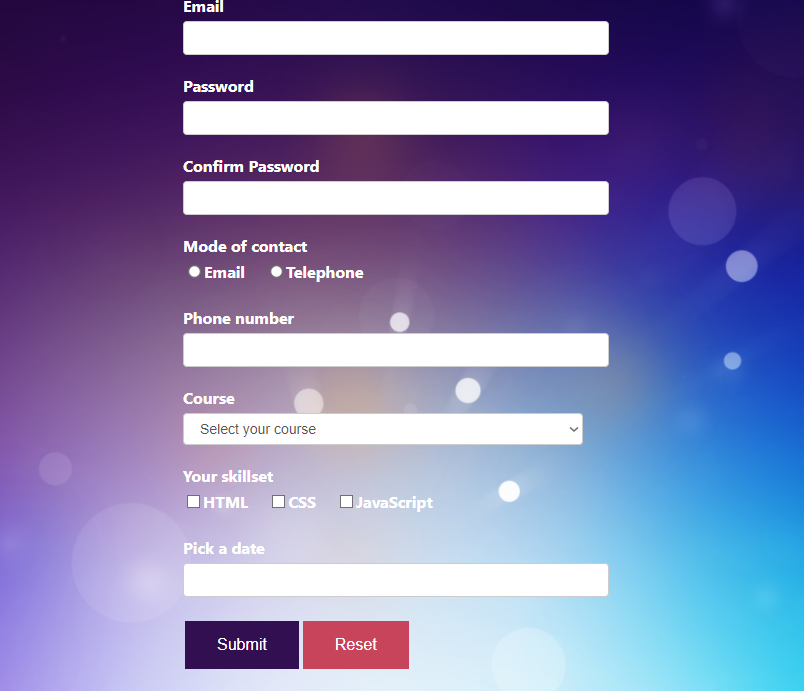 Email
Password
Confirm Password
Mode of contact
Email Telephone
Phone number
Course
Select your course
Your skillset
HTML CSS JavaScript
Pick a date
Submit Reset